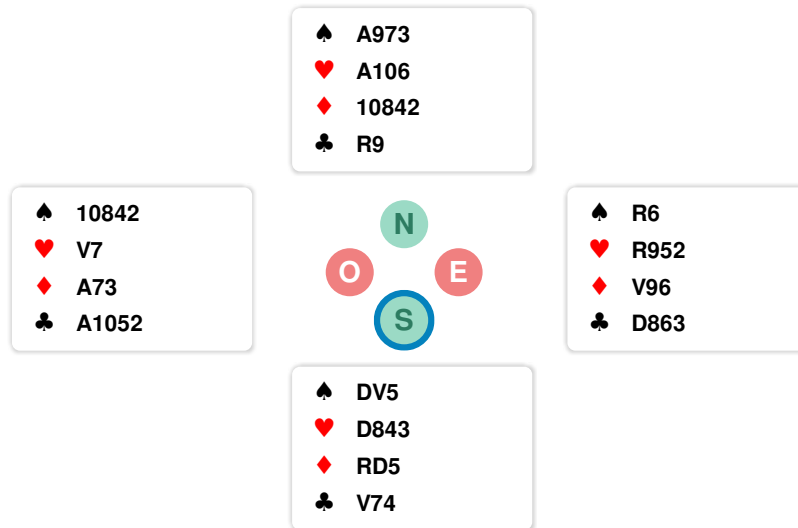 ♠ A973
♥ A106
♦ 10842
♣ R9
♠ 10842
♥ V7
♦ A73
♣ A1052
N
O E
S
♠ R6
♥ R952
♦ V96
♣ D863
♠ DV5
♥ D843
♦ RD5
♣ V74